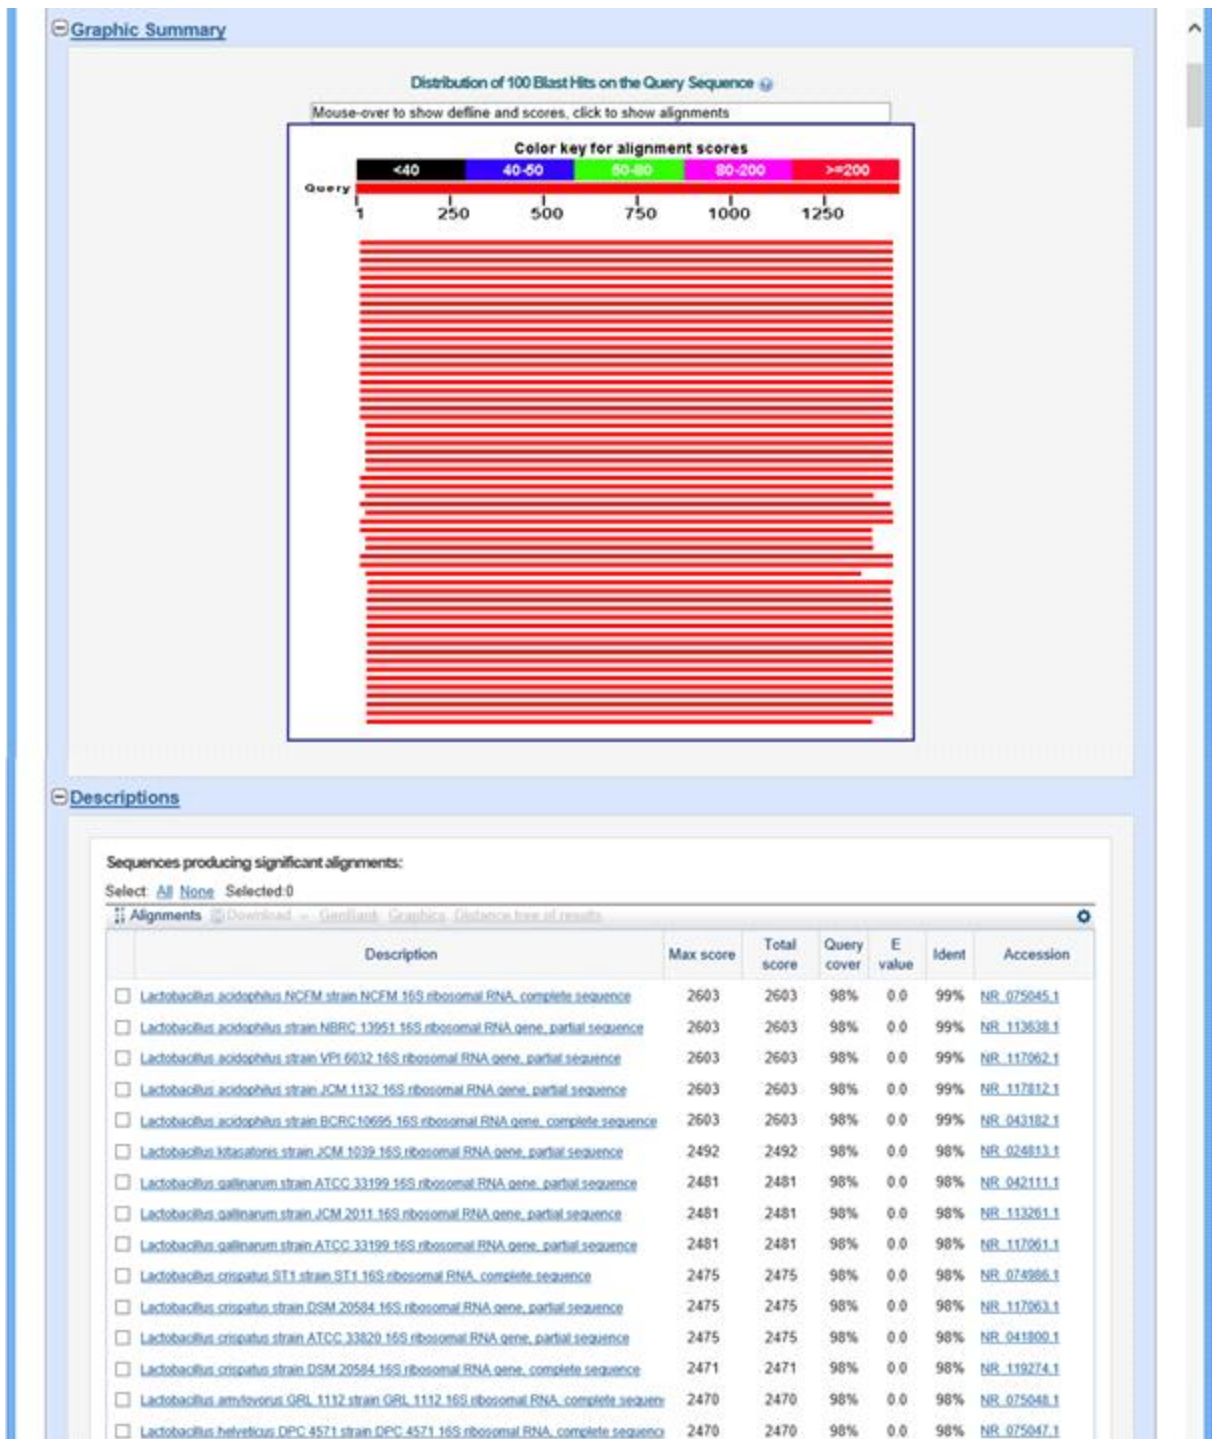 Graphic Summary
Distribution of 100 Blast Hits on the Query Sequence
Mouse-over to show defline and scores, click to show alignments
Color key for alignment scores
<40 40-50 50-80 80-200 >=200
Query
1 250 500 750 1000 1250
Descriptions
Sequences producing significant alignments:
Select: All None Selected:0
Alignments Download GenBank Graphics Distance tree of results
Description Max score Total score Query cover E value Ident Accession
Lactobacillus acidophilus NCFM strain NCFM 16S ribosomal RNA, complete sequence 2603 2603 98% 0.0 99% NR_075045.1
Lactobacillus acidophilus strain NBRC 13951 16S ribosomal RNA gene, partial sequence 2603 2603 98% 0.0 99% NR_113638.1
Lactobacillus acidophilus strain VPI 6032 16S ribosomal RNA gene, partial sequence 2603 2603 98% 0.0 99% NR_117062.1
Lactobacillus acidophilus strain JCM 1132 16S ribosomal RNA gene, partial sequence 2603 2603 98% 0.0 99% NR_117812.1
Lactobacillus acidophilus strain BCRC10695 16S ribosomal RNA gene, complete sequence 2603 2603 98% 0.0 99% NR_043182.1
Lactobacillus kitasatonis strain JCM 1039 16S ribosomal RNA gene, partial sequence 2492 2492 98% 0.0 98% NR_024813.1
Lactobacillus gallinarum strain ATCC 33199 16S ribosomal RNA gene, partial sequence 2481 2481 98% 0.0 98% NR_042111.1
Lactobacillus gallinarum strain JCM 2011 16S ribosomal RNA gene, partial sequence 2481 2481 98% 0.0 98% NR_113261.1
Lactobacillus gallinarum strain ATCC 33199 16S ribosomal RNA gene, partial sequence 2481 2481 98% 0.0 98% NR_117061.1
Lactobacillus crispatus ST1 strain ST1 16S ribosomal RNA, complete sequence 2475 2475 98% 0.0 98% NR_074986.1
Lactobacillus crispatus strain DSM 20584 16S ribosomal RNA gene, partial sequence 2475 2475 98% 0.0 98% NR_117063.1
Lactobacillus crispatus strain ATCC 33820 16S ribosomal RNA gene, partial sequence 2475 2475 98% 0.0 98% NR_041800.1
Lactobacillus crispatus strain DSM 20584 16S ribosomal RNA gene, complete sequence 2471 2471 98% 0.0 98% NR_119274.1
Lactobacillus amylovorus GRL 1112 strain GRL 1112 16S ribosomal RNA, complete sequen 2470 2470 98% 0.0 98% NR_075048.1
Lactobacillus helveticus DPC 4571 strain DPC 4571 16S ribosomal RNA, complete sequenc 2470 2470 98% 0.0 98% NR_075047.1